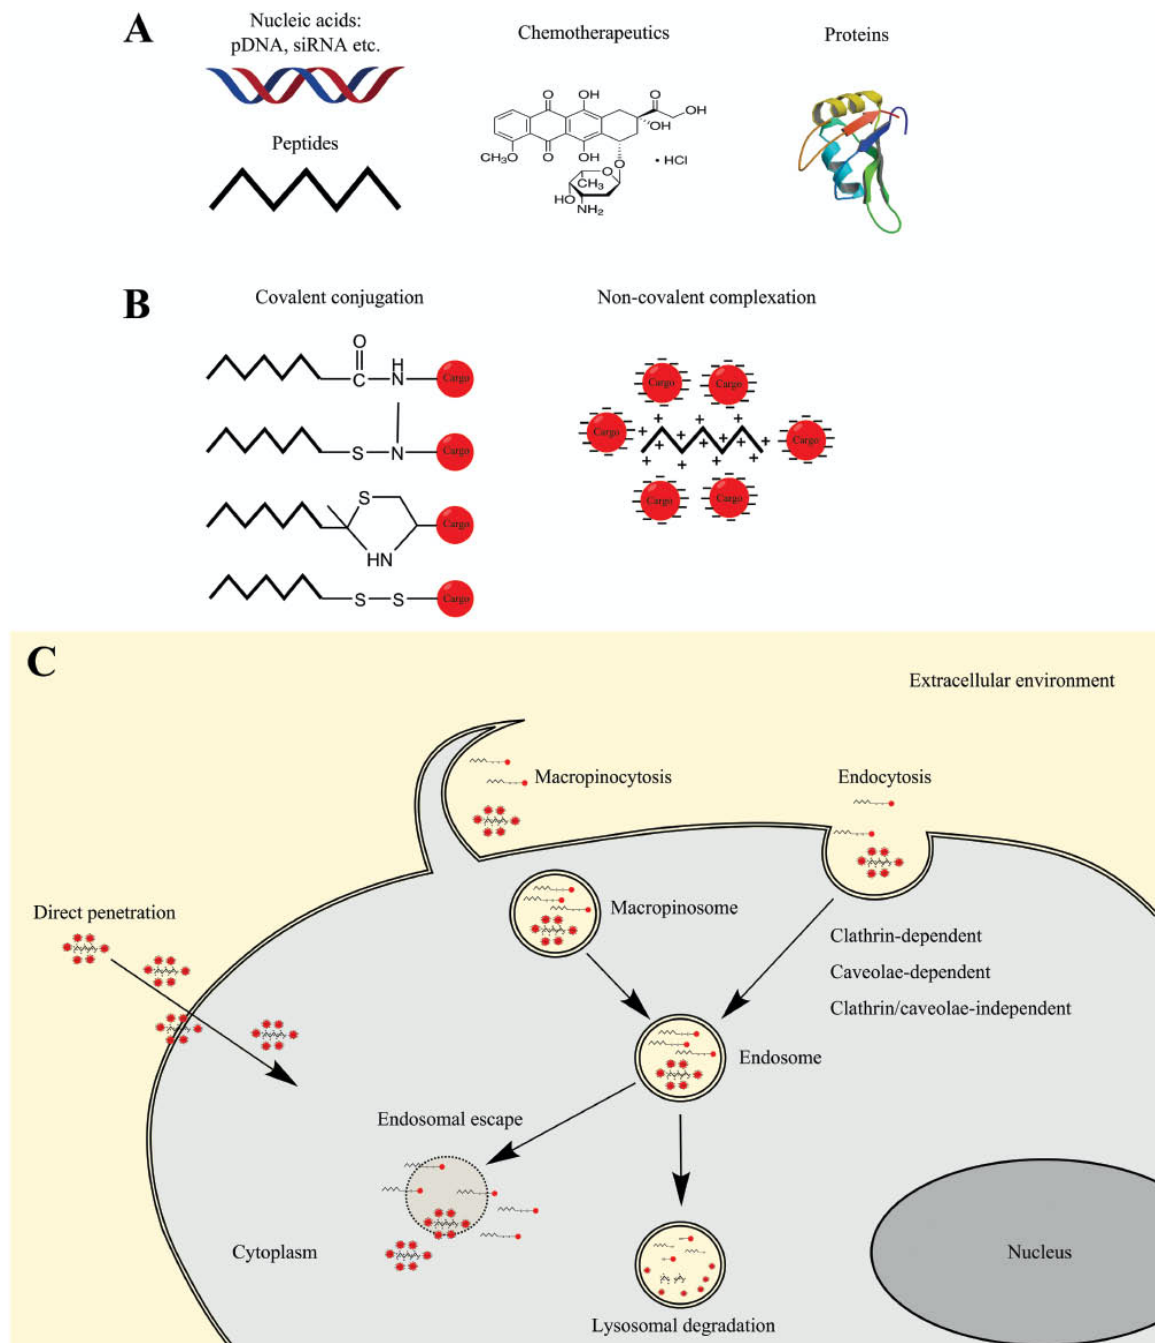 A
Nucleic acids:
pDNA, siRNA etc.
Chemotherapeutics
Proteins
Peptides
O
OH
O
OH
OH
OCH3
O
OH
O
• HCl
O
CH3
HO
NH2
B
Covalent conjugation
Non-covalent complexation
O
C
H
N
Cargo
S
N
Cargo
S
HN
Cargo
S
S
Cargo
Cargo
Cargo
Cargo
Cargo
Cargo
Cargo
C
Extracellular environment
Macropinocytosis
Endocytosis
Direct penetration
Macropinosome
Clathrin-dependent
Caveolae-dependent
Clathrin/caveolae-independent
Endosome
Endosomal escape
Cytoplasm
Nucleus
Lysosomal degradation